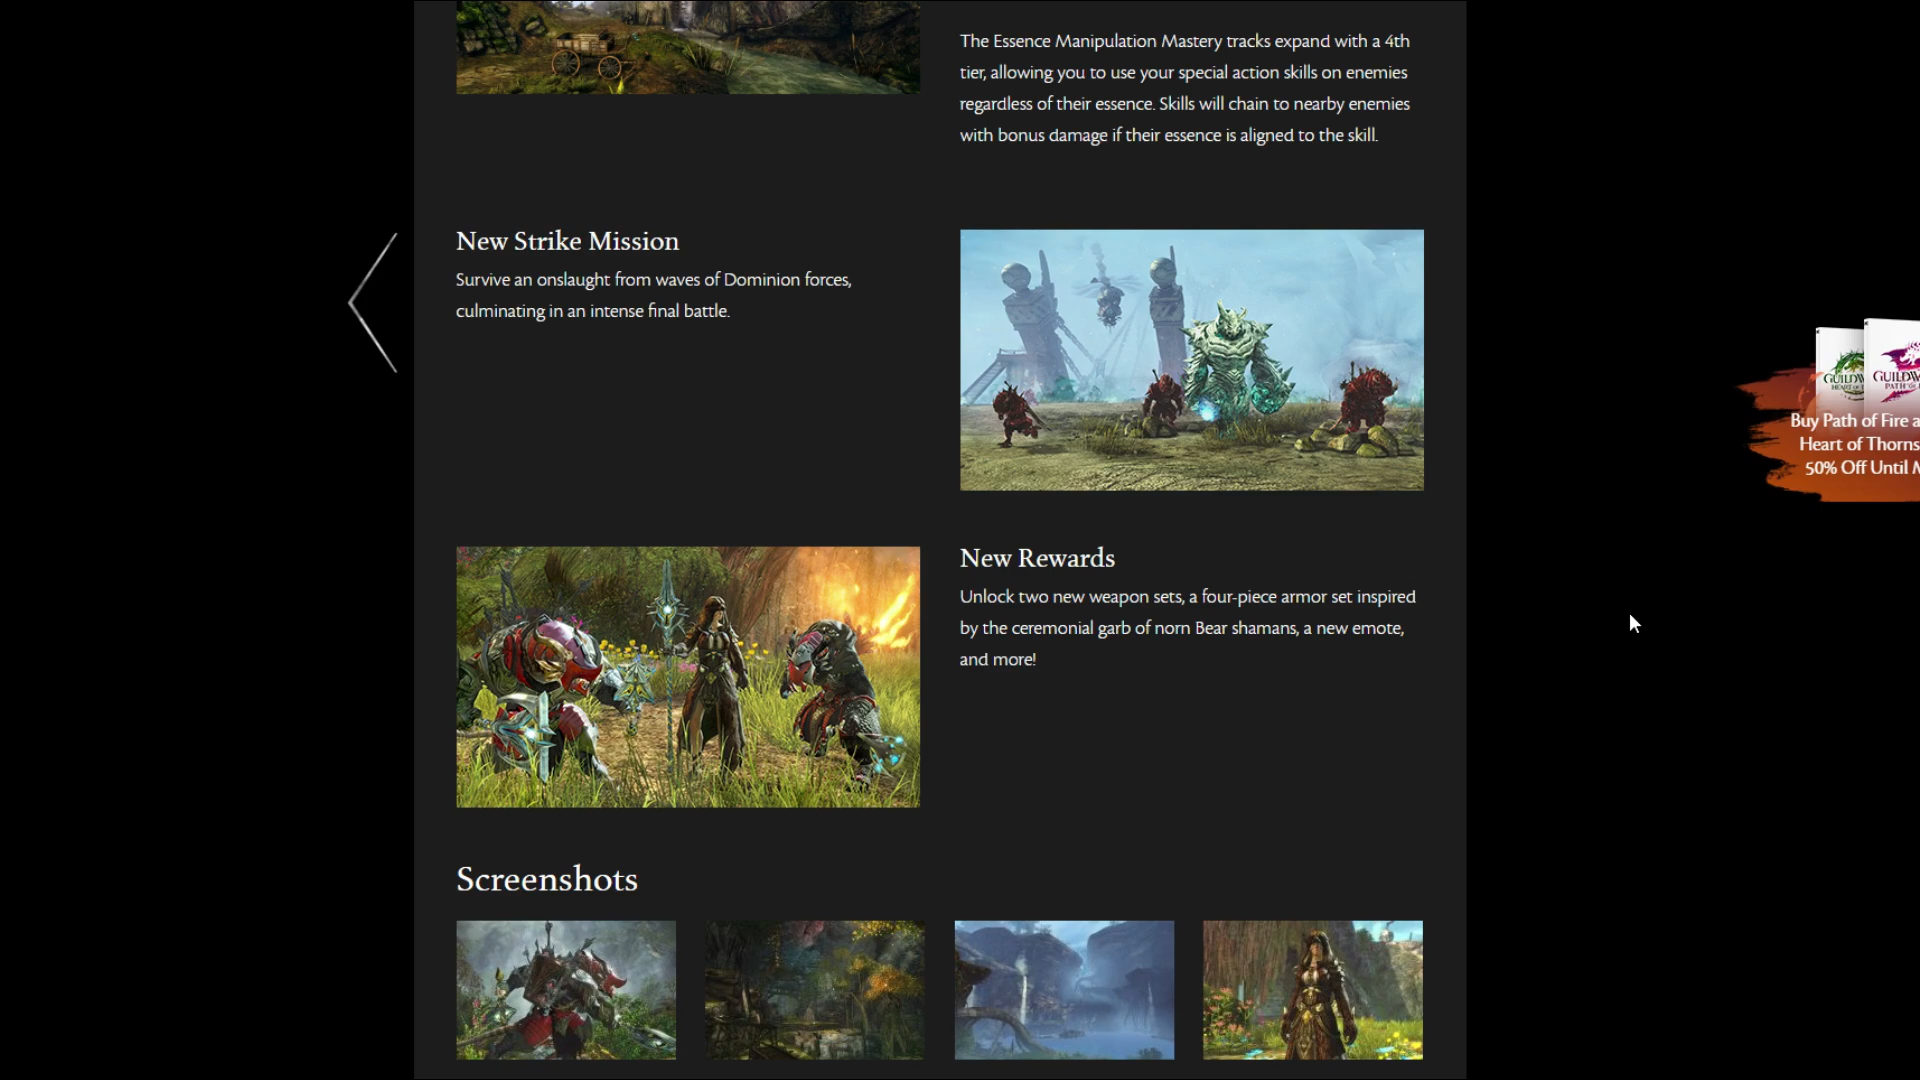 The Essence Manipulation Mastery tracks expand with a 4th
tier, allowing you to use your special action skills on enemies
regardless of their essence. Skills will chain to nearby enemies
with bonus damage if their essence is aligned to the skill.
New Strike Mission
Survive an onslaught from waves of Dominion forces,
culminating in an intense final battle.
Buy Path of Fire a
Heart of Thorns
50% Off Until
New Rewards
Unlock two new weapon sets, a four-piece armor set inspired
by the ceremonial garb of norn Bear shamans, a new emote,
and more!
Screenshots